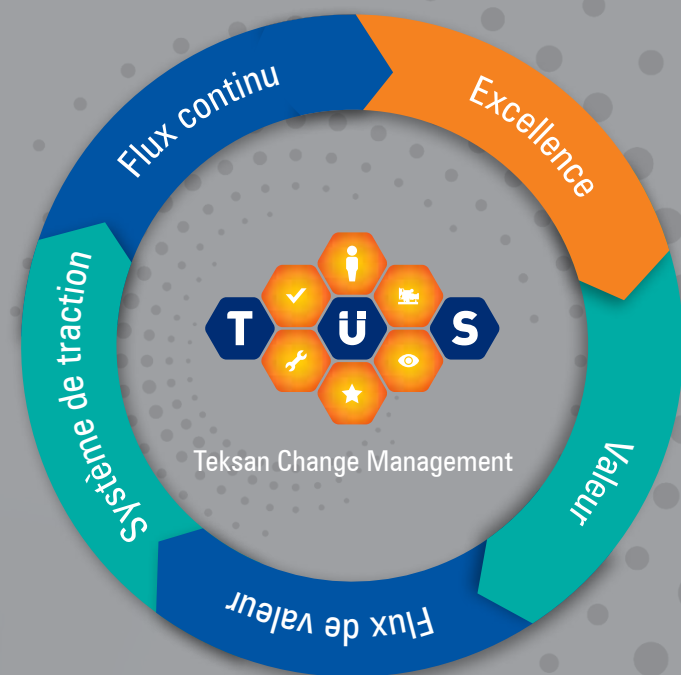 Flux continu
Excellence
Valeur
Flux de valeur
Système de traction
T Ü S
Teksan Change Management